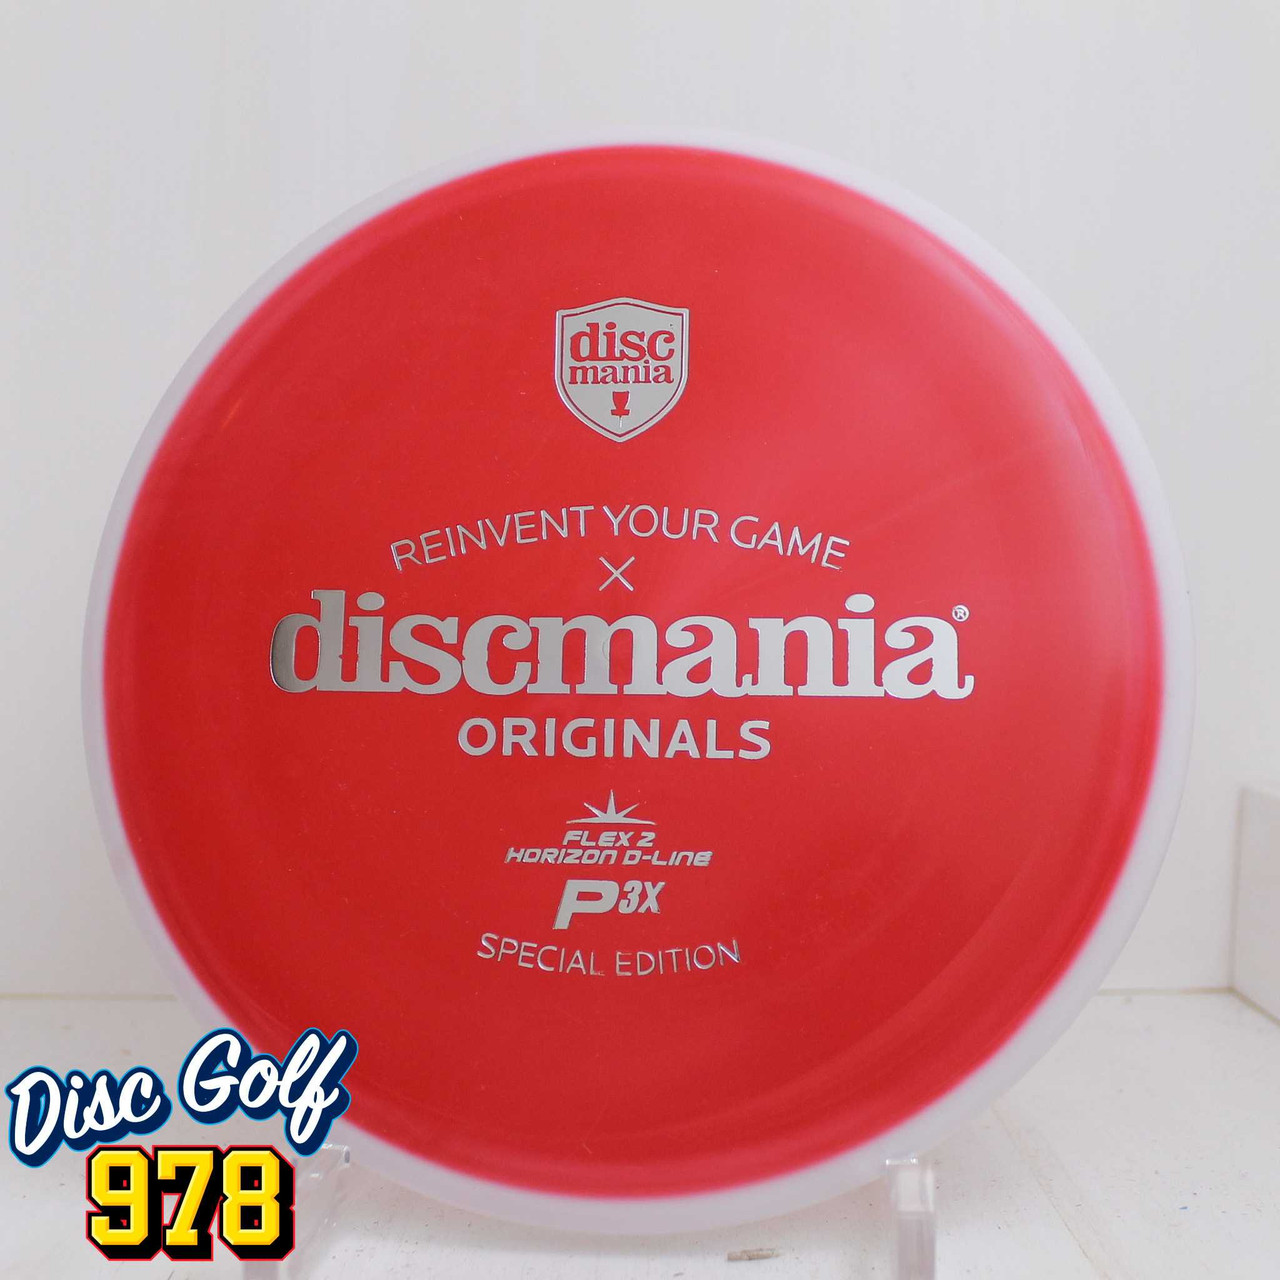 disc
mania
REINVENT YOUR GAME
X
discmania®
ORIGINALS
FLEX 2
HORIZON D-LINE
P3X
SPECIAL EDITION
Disc Golf
978